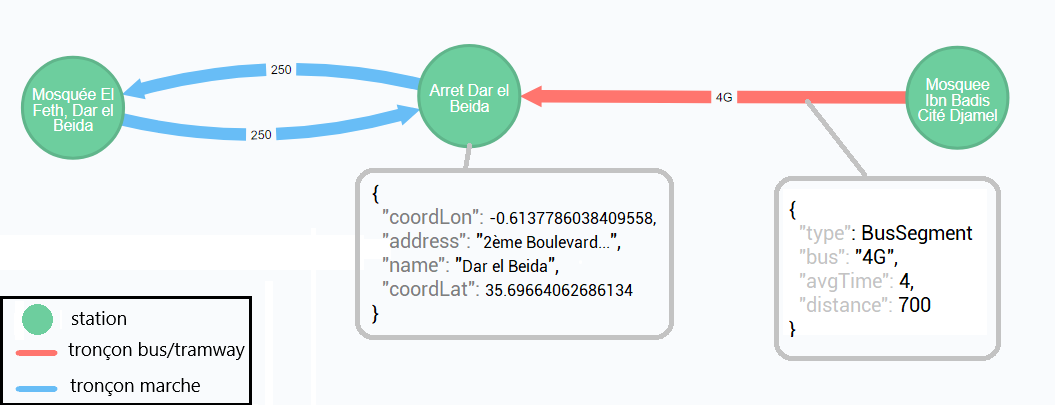 Mosquée El
Feth, Dar el
Beida
250
250
Arret Dar el
Beida
4G
Mosquee
Ibn Badis
Cité Djamel
{
"coordLon": -0.6137786038409558,
"address": "2ème Boulevard...",
"name": "Dar el Beida",
"coordLat": 35.69664062686134
}
{
"type": BusSegment
"bus": "4G",
"avgTime": 4,
"distance": 700
}
station
tronçon bus/tramway
tronçon marche